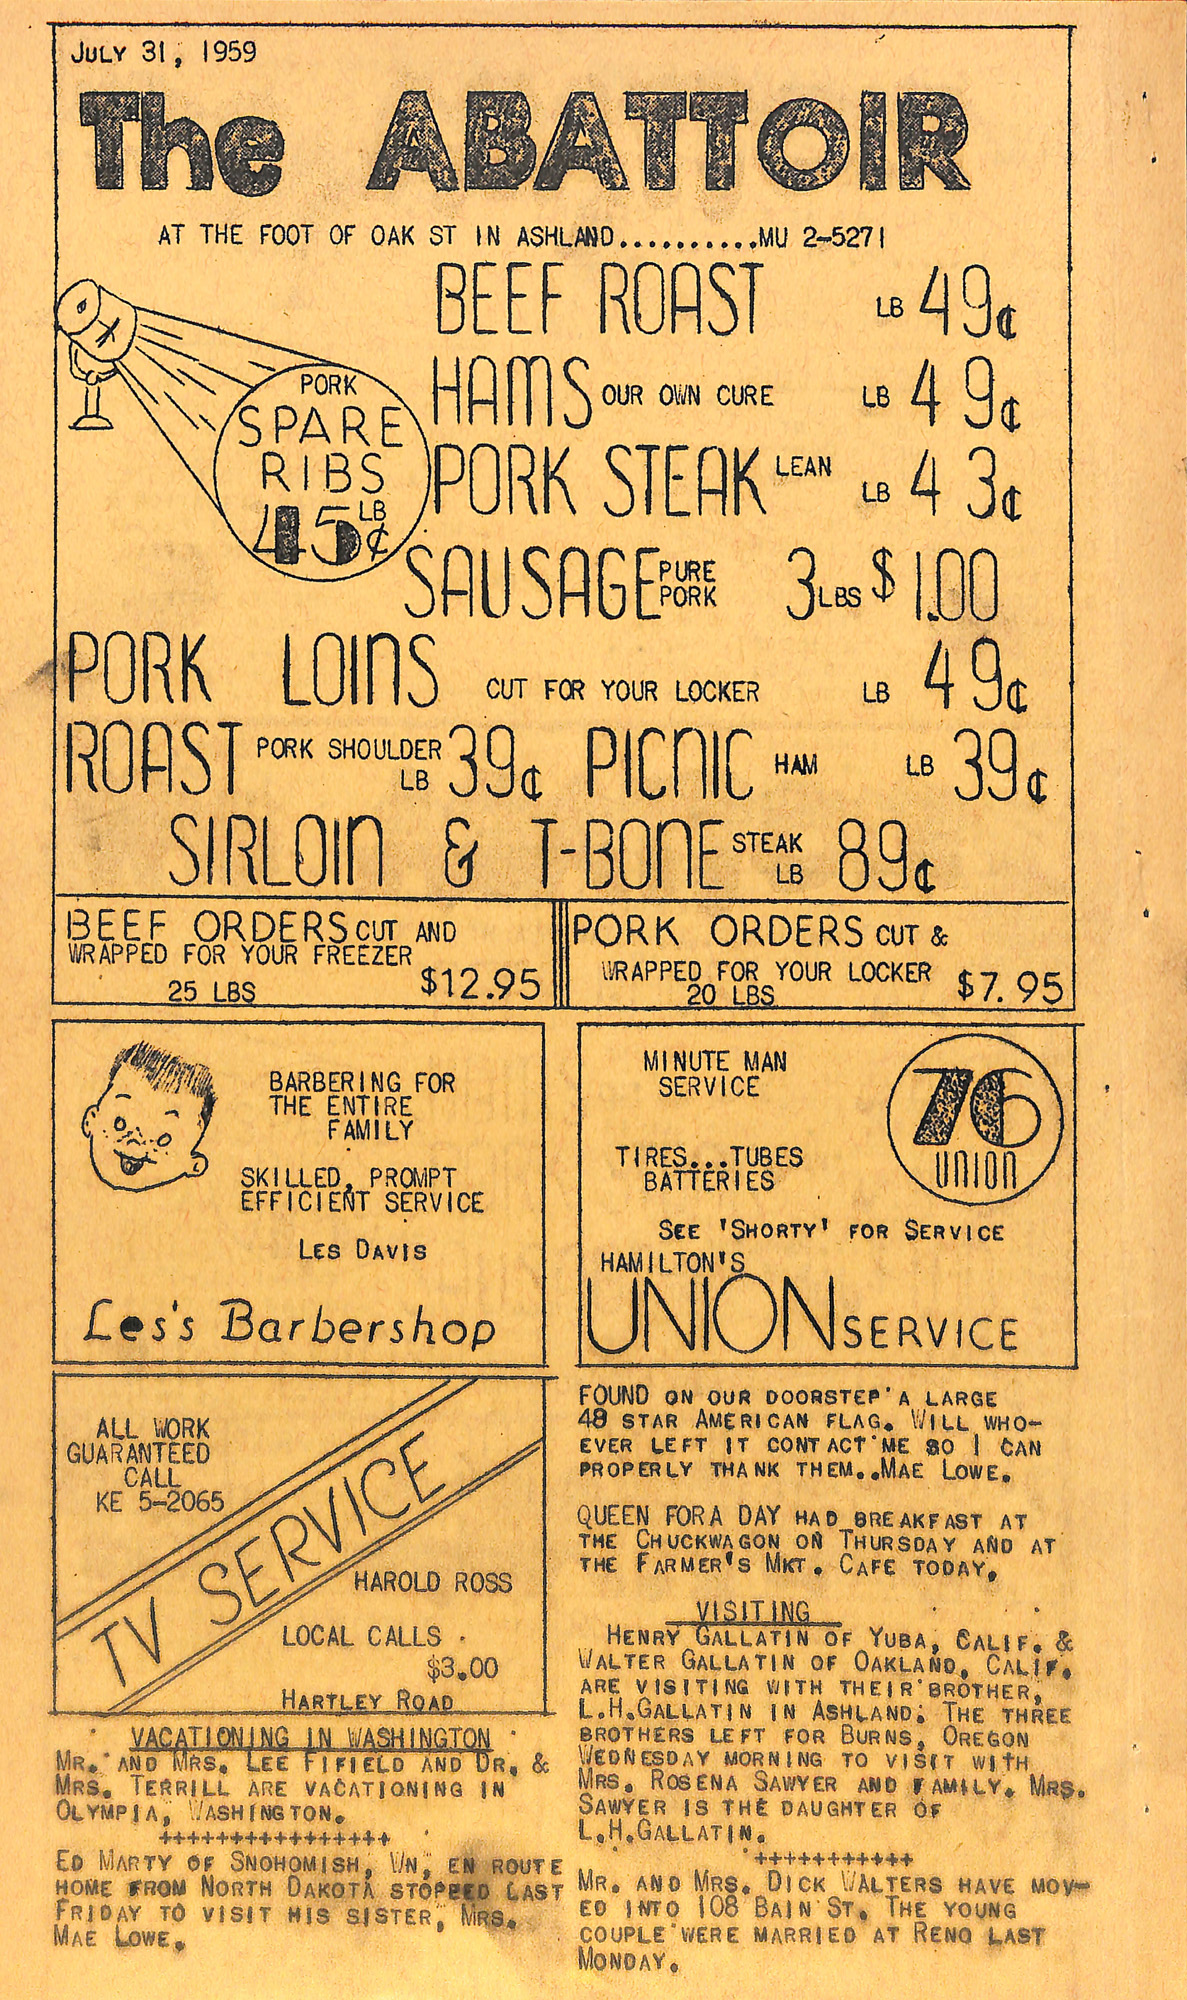 JULY 31, 1959
The ABATTOIR
AT THE FOOT OF OAK ST IN ASHLAND..........MU 2-5271
BEEF ROAST LB 49¢
HAMS OUR OWN CURE LB 49¢
PORK
SPARE
RIBS
45 LB ¢
PORK STEAK LEAN LB 43¢
SAUSAGE PURE PORK 3 LBS $1.00
PORK LOINS CUT FOR YOUR LOCKER LB 49¢
ROAST PORK SHOULDER LB 39¢ PICNIC HAM LB 39¢
SIRLOIN & T-BONE STEAK LB 89¢
BEEF ORDERS CUT AND
WRAPPED FOR YOUR FREEZER
25 LBS $12.95
PORK ORDERS CUT &
WRAPPED FOR YOUR LOCKER
20 LBS $7.95
BARBERING FOR
THE ENTIRE
FAMILY
SKILLED, PROMPT
EFFICIENT SERVICE
LES DAVIS
Les's Barbershop
MINUTE MAN
SERVICE
76
UNION
TIRES...TUBES
BATTERIES
SEE 'SHORTY' FOR SERVICE
HAMILTON'S
UNION SERVICE
ALL WORK
GUARANTEED
CALL
KE 5-2065
TV SERVICE
HAROLD ROSS
LOCAL CALLS
$3.00
HARTLEY ROAD
VACATIONING IN WASHINGTON
MR. AND MRS. LEE FIFIELD AND DR. &
MRS. TERRILL ARE VACATIONING IN
OLYMPIA, WASHINGTON.
++++++++++++++++
ED MARTY OF SNOHOMISH, WN, EN ROUTE
HOME FROM NORTH DAKOTA STOPPED LAST
FRIDAY TO VISIT HIS SISTER, MRS.
MAE LOWE.
FOUND ON OUR DOORSTEP A LARGE
48 STAR AMERICAN FLAG. WILL WHO-
EVER LEFT IT CONTACT ME SO I CAN
PROPERLY THANK THEM..MAE LOWE.
QUEEN FOR A DAY HAD BREAKFAST AT
THE CHUCKWAGON ON THURSDAY AND AT
THE FARMER'S MKT. CAFE TODAY.
VISITING
HENRY GALLATIN OF YUBA, CALIF. &
WALTER GALLATIN OF OAKLAND, CALIF.
ARE VISITING WITH THEIR BROTHER,
L.H.GALLATIN IN ASHLAND; THE THREE
BROTHERS LEFT FOR BURNS, OREGON
WEDNESDAY MORNING TO VISIT WITH
MRS. ROSENA SAWYER AND FAMILY. MRS.
SAWYER IS THE DAUGHTER OF
L.H.GALLATIN.
+++++++++++
MR. AND MRS. DICK WALTERS HAVE MOV-
ED INTO 108 BAIN ST. THE YOUNG
COUPLE WERE MARRIED AT RENO LAST
MONDAY.